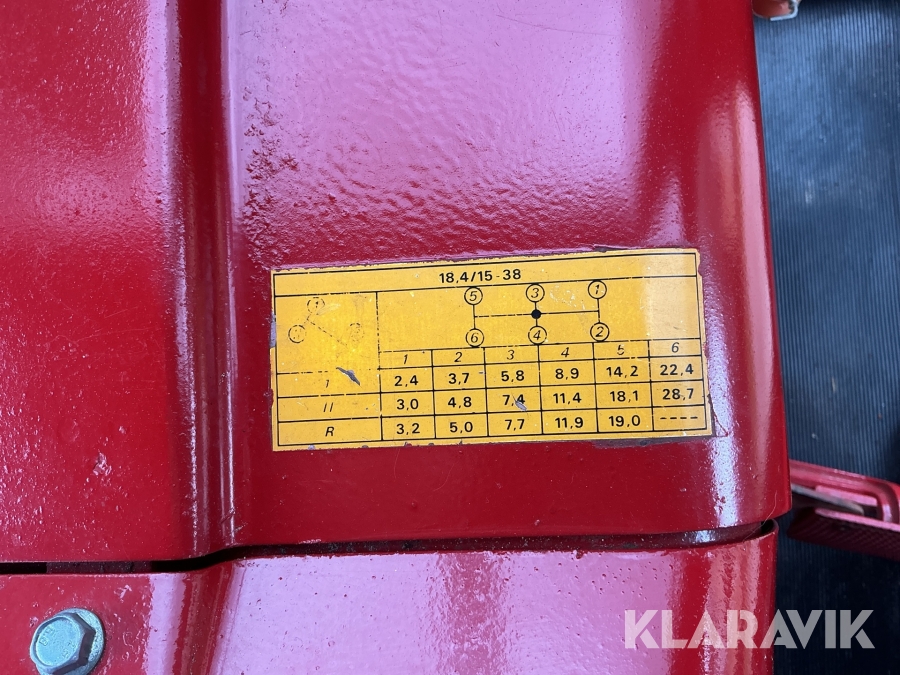 18,4/15-38
5 3 1
6 4 2
1 2 3 4 5 6
I 2,4 3,7 5,8 8,9 14,2 22,4
II 3,0 4,8 7,4 11,4 18,1 28,7
R 3,2 5,0 7,7 11,9 19,0 ----
KLARAVIK